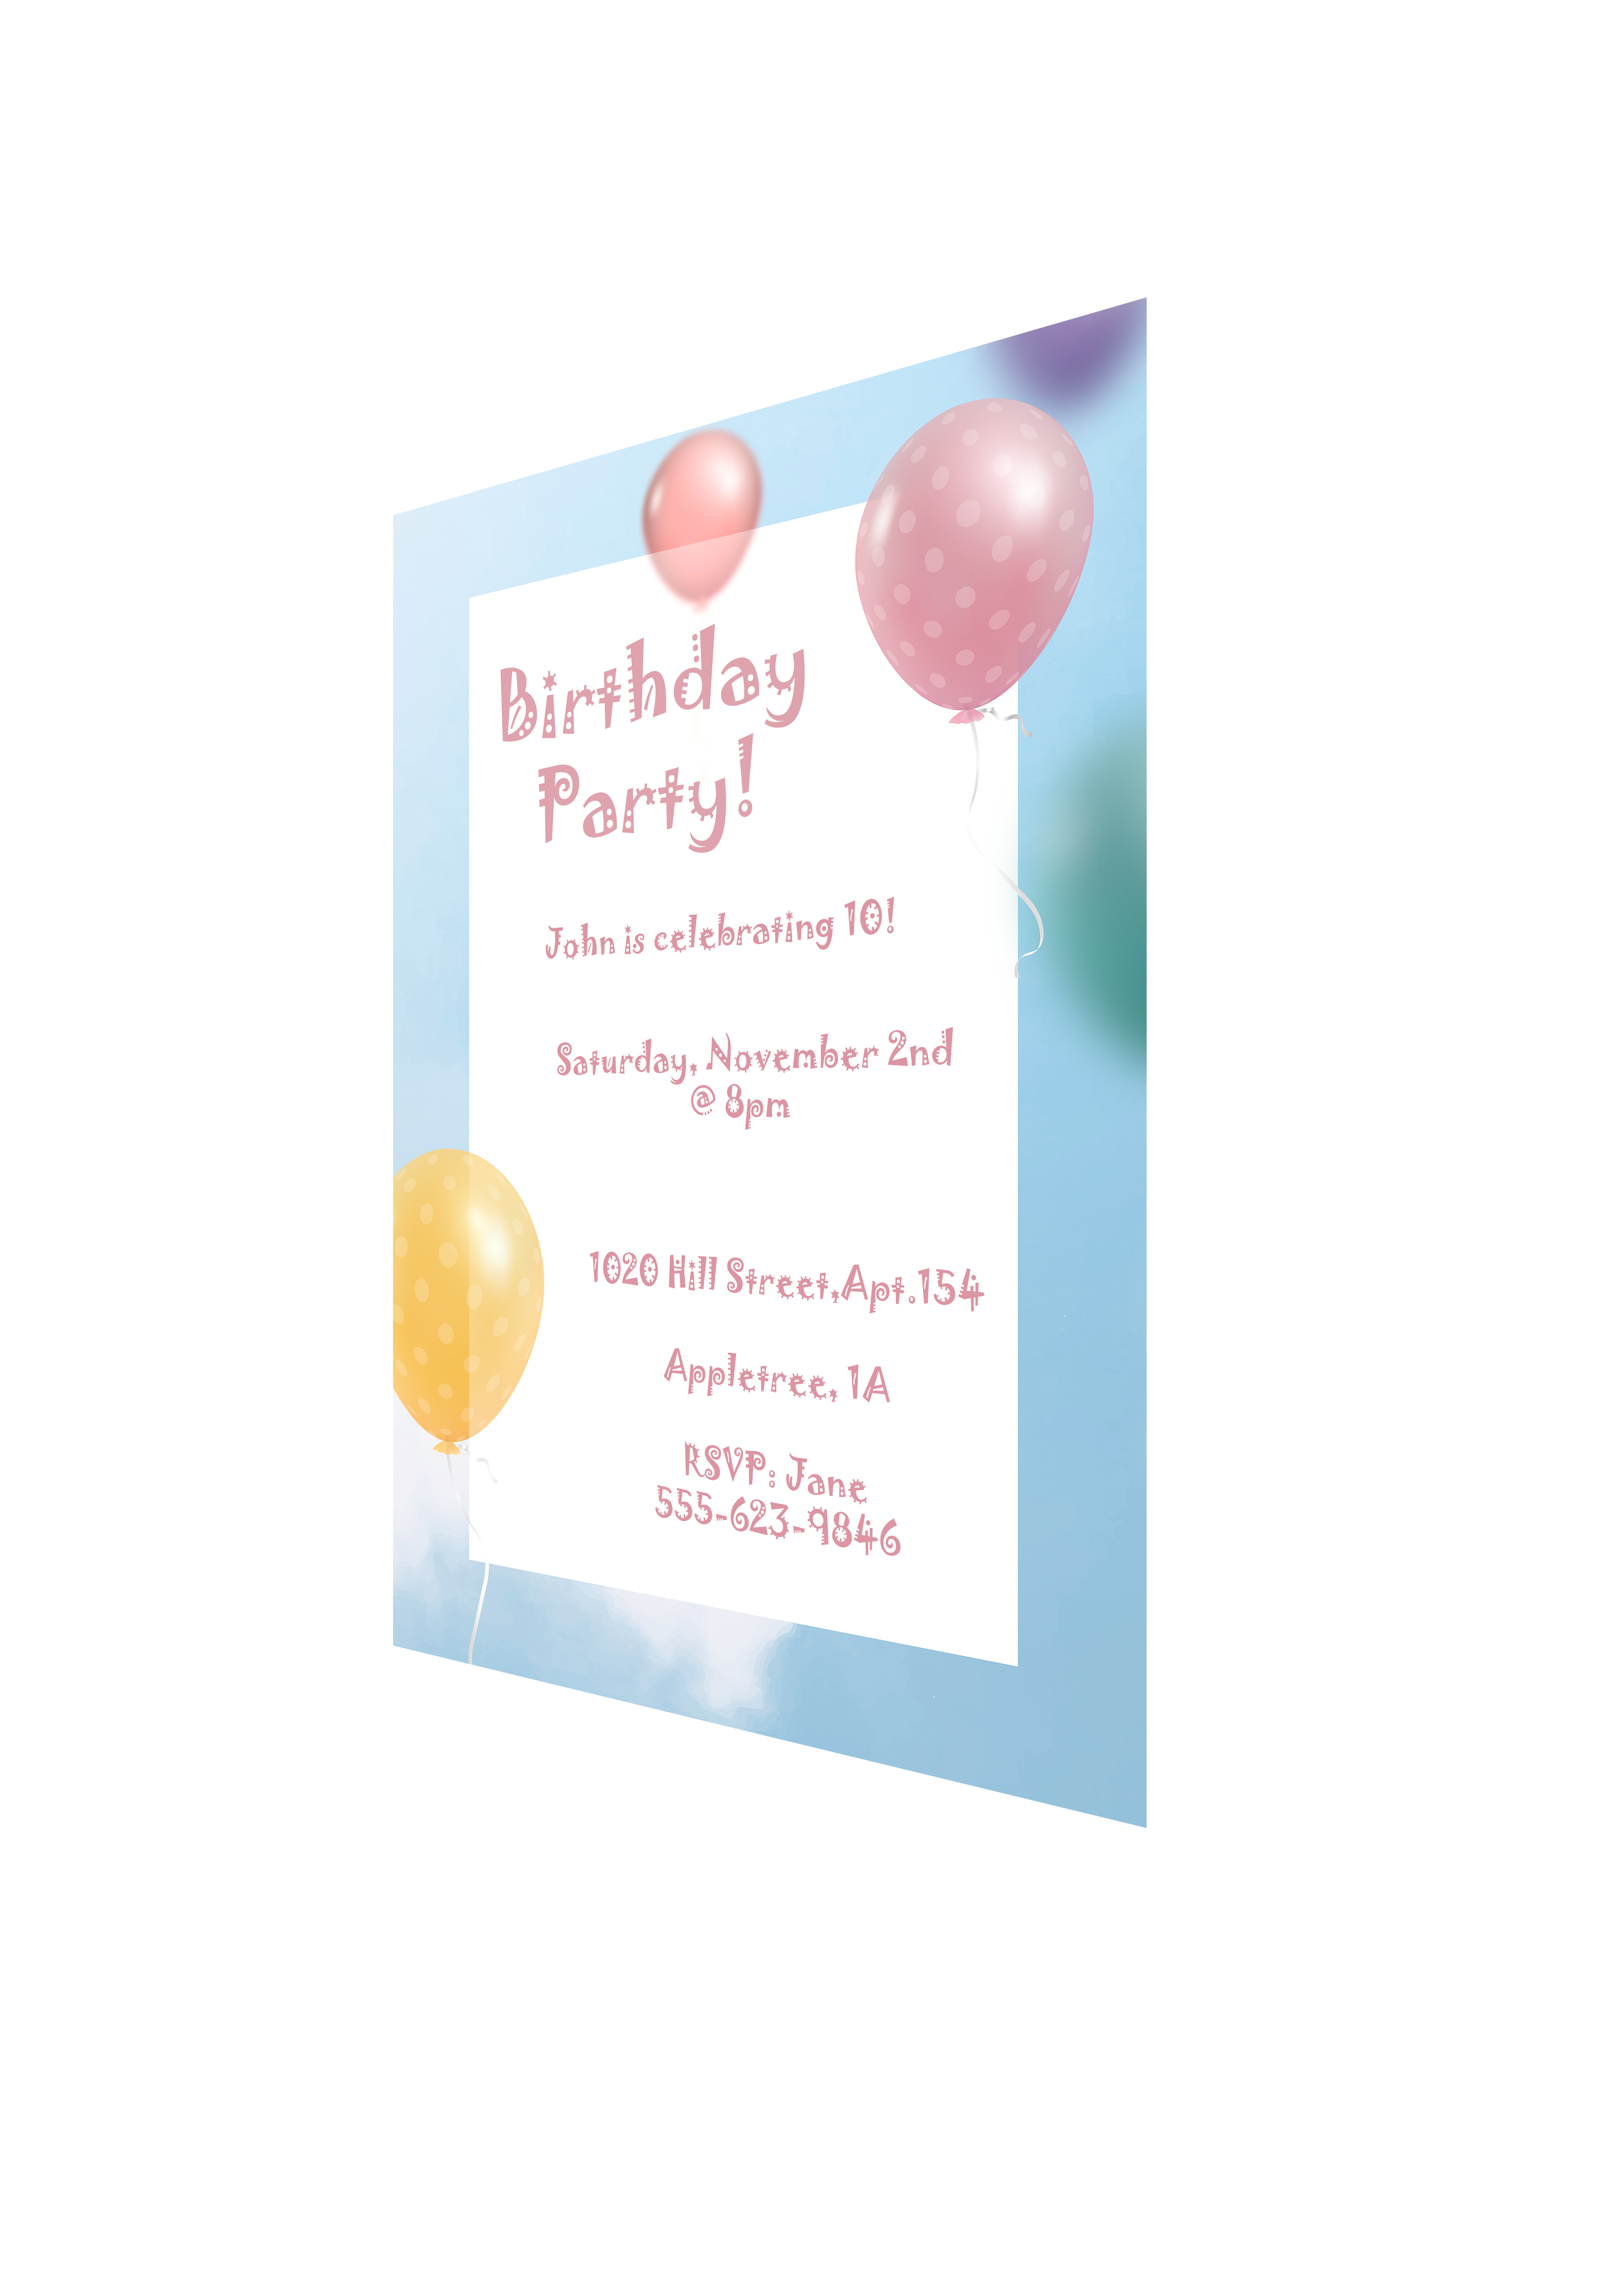 Birthday
Party!
John is celebrating 10!
Saturday, November 2nd
@ 8pm
1020 Hill Street,Apt.154
Appletree, 1A
RSVP: Jane
555-623-9846